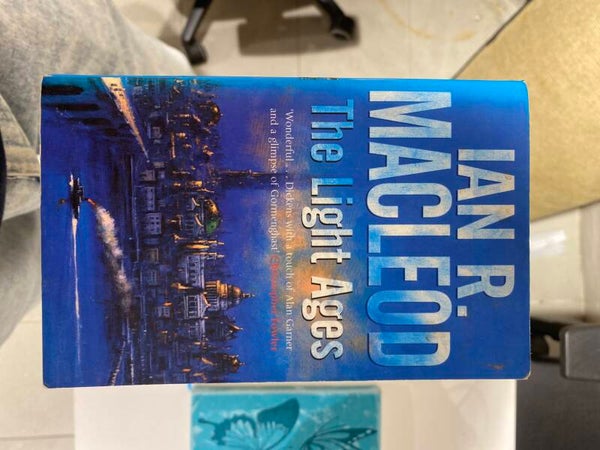 IAN R.
MACLEOD
The Light Ages
'Wonderful . . . Dickens with a touch of Alan Garner
and a glimpse of Gormenghast'